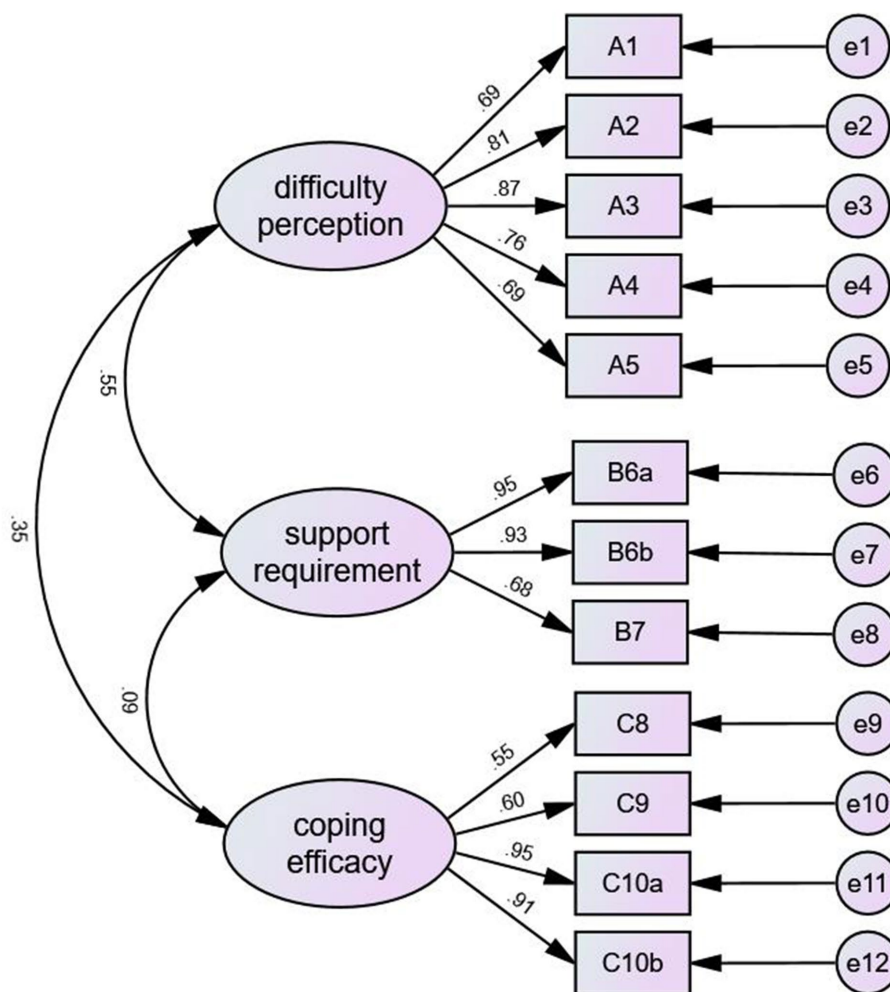 A1
e1
.69
A2
e2
.81
difficulty
perception
.87
A3
e3
.76
A4
e4
.69
A5
e5
.55
.35
B6a
e6
.95
support
requirement
.93
B6b
e7
.68
B7
e8
.09
C8
e9
.55
coping
efficacy
.60
C9
e10
.95
C10a
e11
.91
C10b
e12